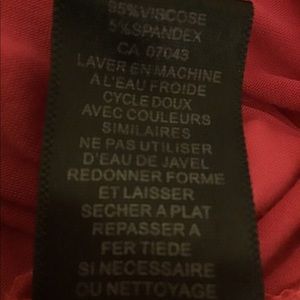 95%VISCOSE
5%SPANDEX
CA 07043
LAVER EN MACHINE
A L'EAU FROIDE
CYCLE DOUX
AVEC COULEURS
SIMILAIRES
NE PAS UTILISER
D'EAU DE JAVEL
REDONNER FORME
ET LAISSER
SECHER A PLAT
REPASSER A
FER TIEDE
SI NECESSAIRE
OU NETTOYAGE